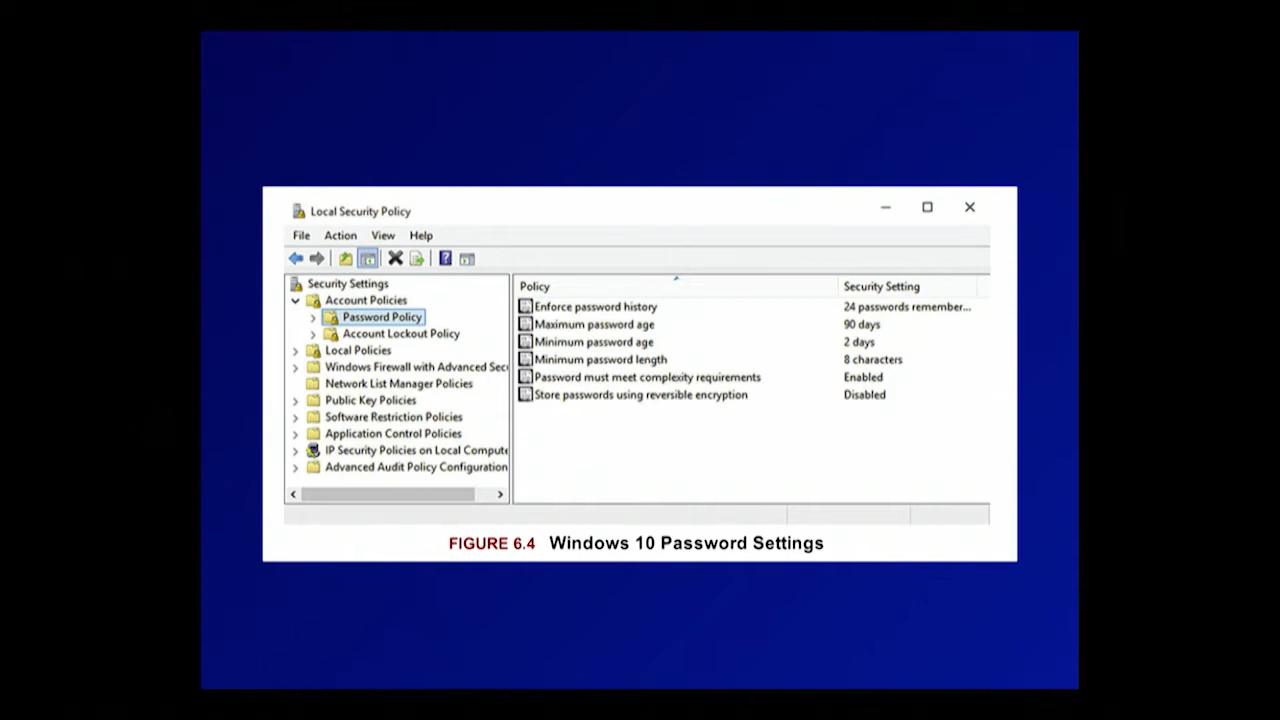 Local Security Policy
File Action View Help
Security Settings
Account Policies
Password Policy
Account Lockout Policy
Local Policies
Windows Firewall with Advanced Sec
Network List Manager Policies
Public Key Policies
Software Restriction Policies
Application Control Policies
IP Security Policies on Local Compute
Advanced Audit Policy Configuration
Policy Security Setting
Enforce password history 24 passwords remember...
Maximum password age 90 days
Minimum password age 2 days
Minimum password length 8 characters
Password must meet complexity requirements Enabled
Store passwords using reversible encryption Disabled
FIGURE 6.4 Windows 10 Password Settings